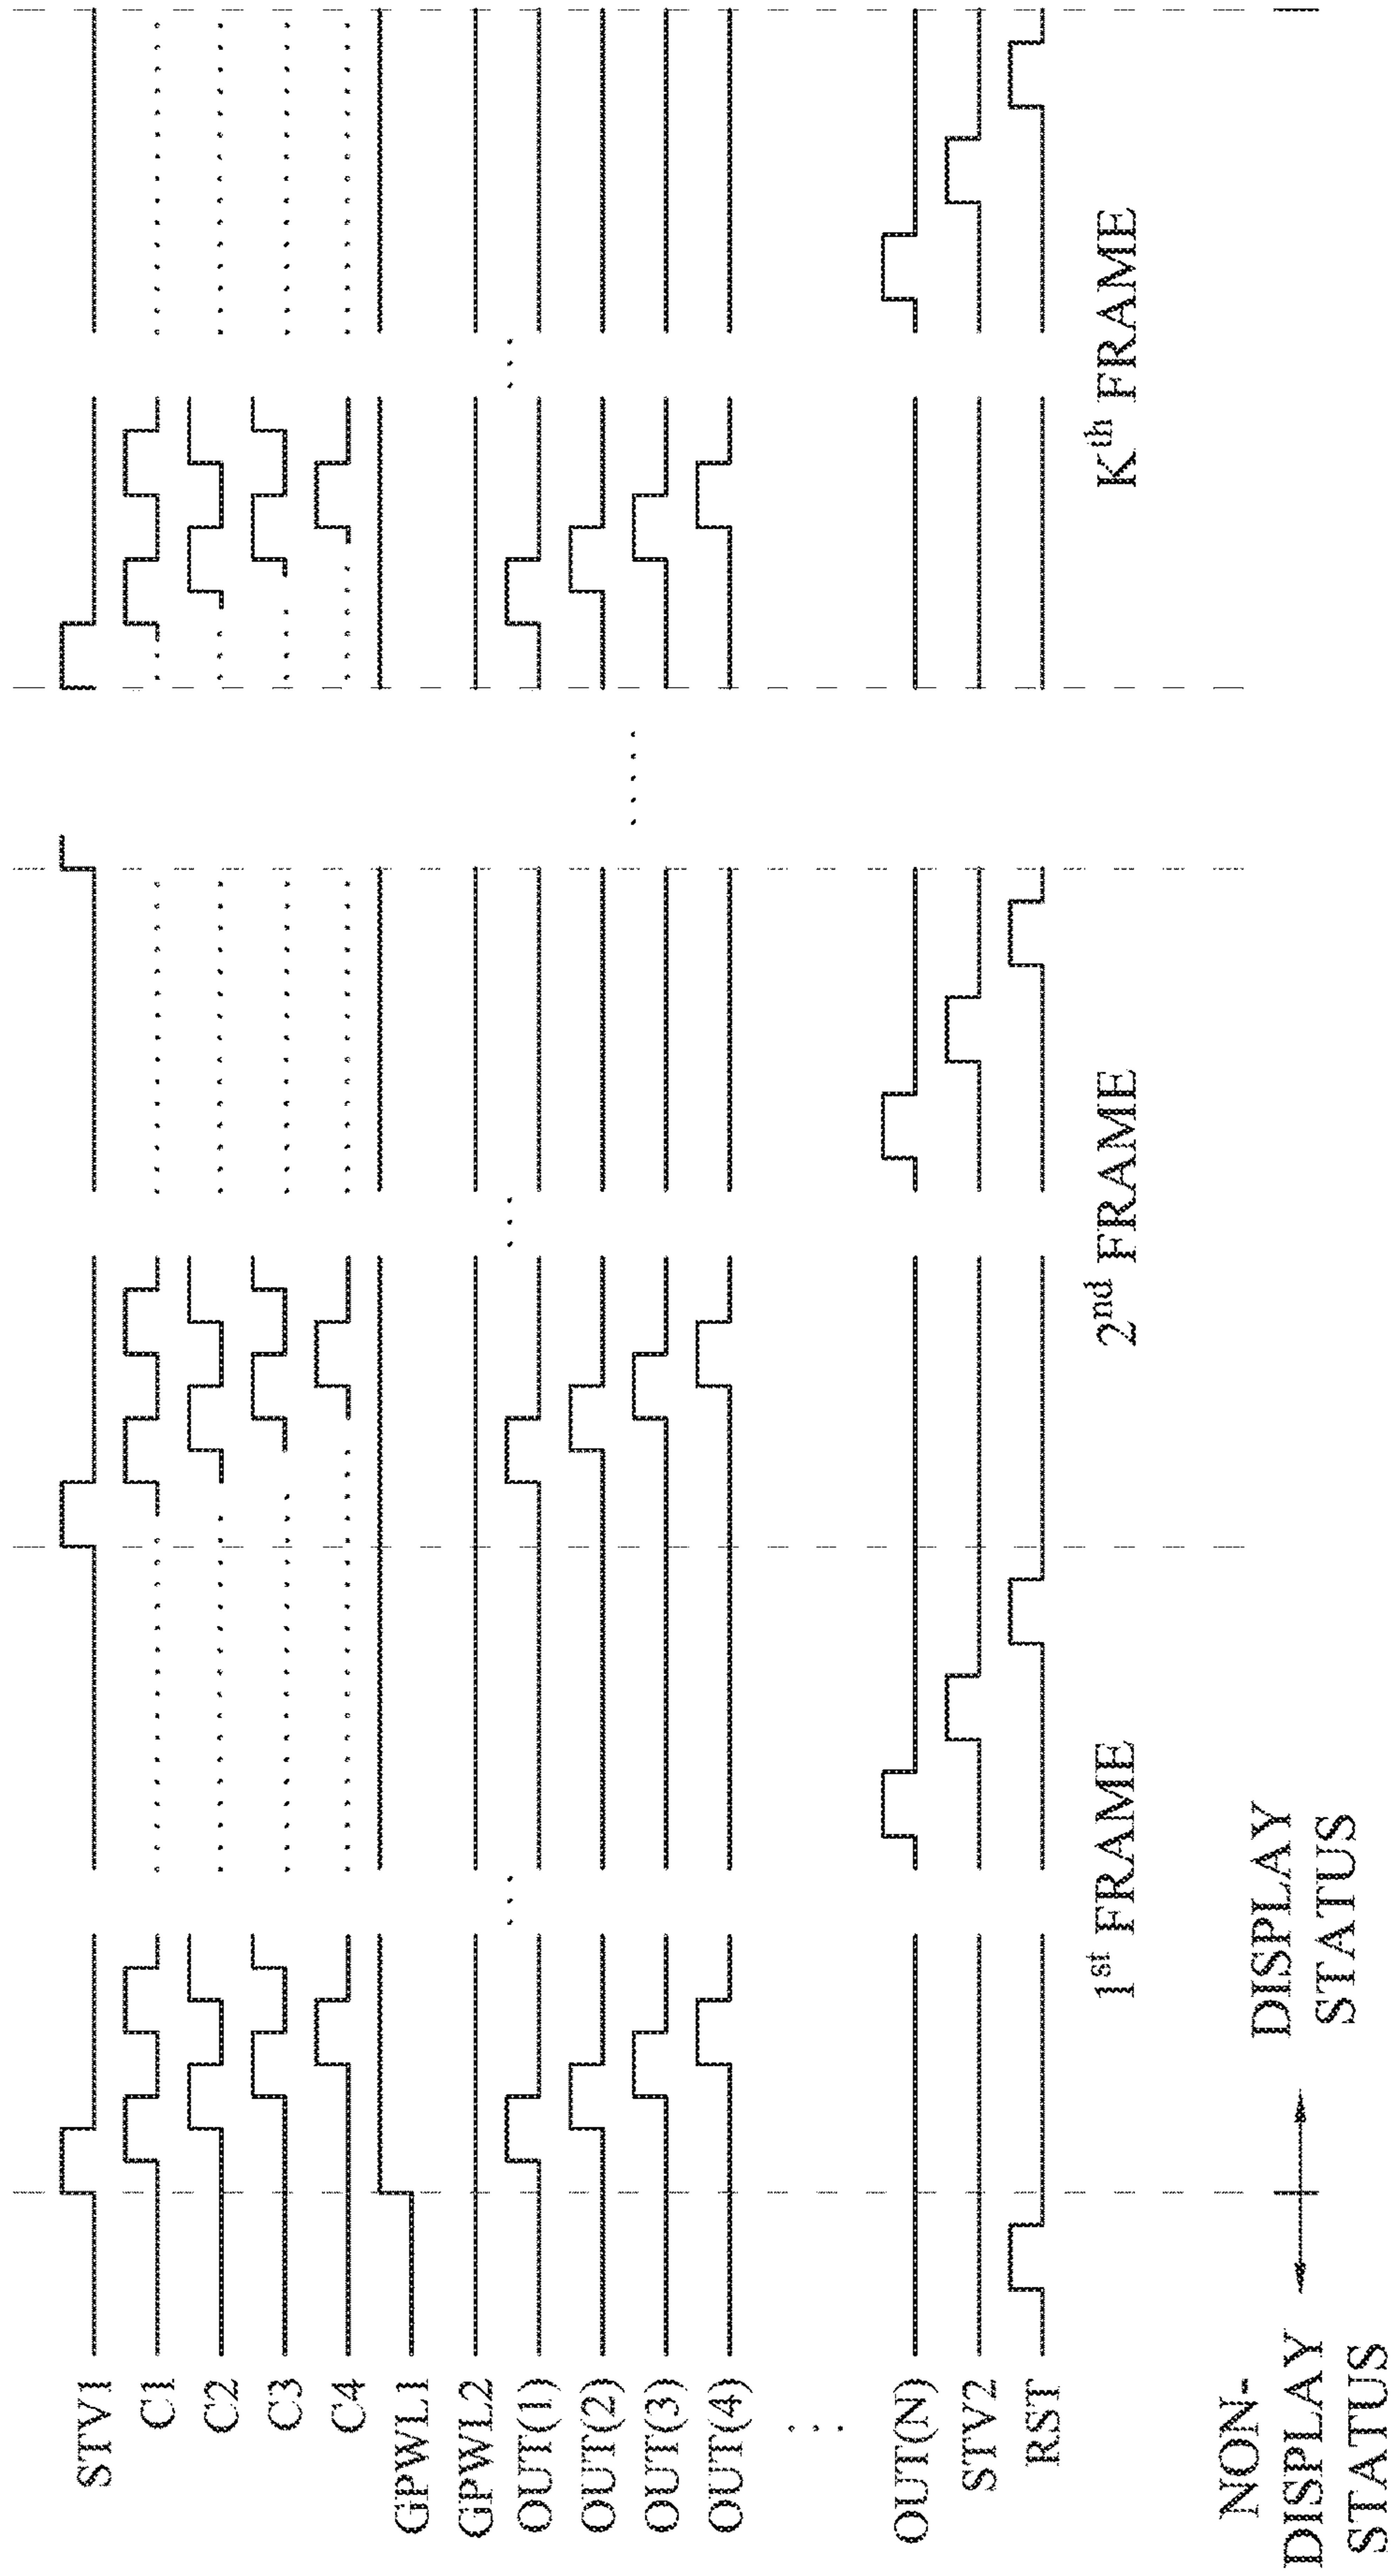 STV1
C1
C2
C3
C4
GPWL1
GPWL2
OUT(1)
OUT(2)
OUT(3)
OUT(4)
OUT(N)
STV2
RST
1st FRAME
2nd FRAME
Kth FRAME
NON-
DISPLAY
STATUS
DISPLAY
STATUS